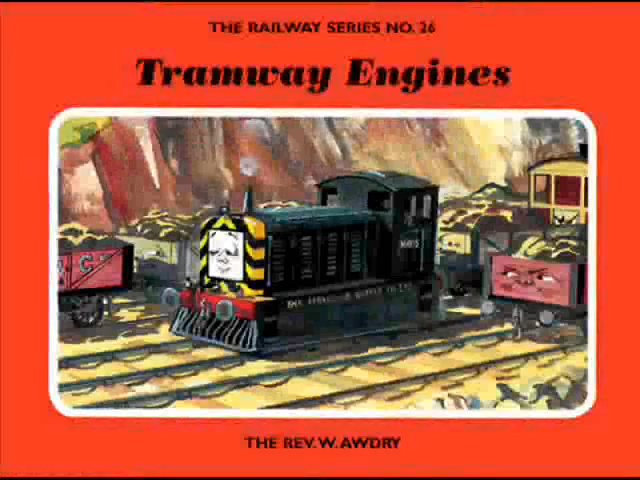 THE RAILWAY SERIES NO. 26
Tramway Engines
THE REV. W. AWDRY